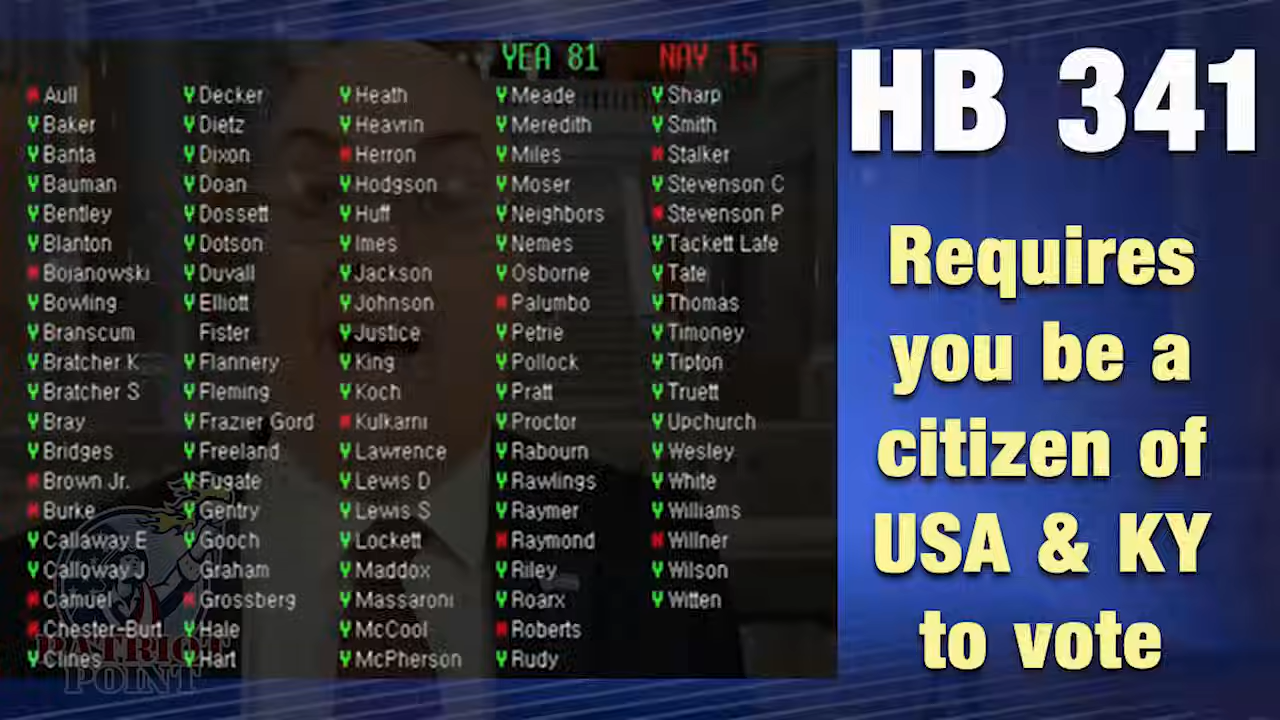 YEA 81 NAY 15
HB 341
Requires
you be a
citizen of
USA & KY
to vote
N Aull
Y Baker
Y Banta
Y Bauman
Y Bentley
Y Blanton
N Bojanowski
Y Bowling
Y Branscum
Y Bratcher K
Y Bratcher S
Y Bray
Y Bridges
N Brown Jr.
N Burke
Y Callaway E
Y Calloway J
N Camuel
N Chester-Burt
Y Clines
Y Decker
Y Dietz
Y Dixon
Y Doan
Y Dossett
Y Dotson
Y Duvall
Y Elliott
Fister
Y Flannery
Y Fleming
Y Frazier Gord
Y Freeland
Y Fugate
Y Gentry
Y Gooch
Graham
N Grossberg
Y Hale
Y Hart
Y Heath
Y Heavrin
N Herron
Y Hodgson
Y Huff
Y Imes
Y Jackson
Y Johnson
Y Justice
Y King
Y Koch
N Kulkarni
Y Lawrence
Y Lewis D
Y Lewis S
Y Lockett
Y Maddox
Y Massaroni
Y McCool
Y McPherson
Y Meade
Y Meredith
Y Miles
Y Moser
Y Neighbors
Y Nemes
Y Osborne
N Palumbo
Y Petrie
Y Pollock
Y Pratt
Y Proctor
Y Rabourn
Y Rawlings
Y Raymer
N Raymond
Y Riley
Y Roarx
N Roberts
Y Rudy
Y Sharp
Y Smith
N Stalker
Y Stevenson C
N Stevenson P
Y Tackett Lafe
Y Tate
Y Thomas
Y Timoney
Y Tipton
Y Truett
Y Upchurch
Y Wesley
Y White
Y Williams
N Willner
Y Wilson
Y Witten
PATRIOT
POINT